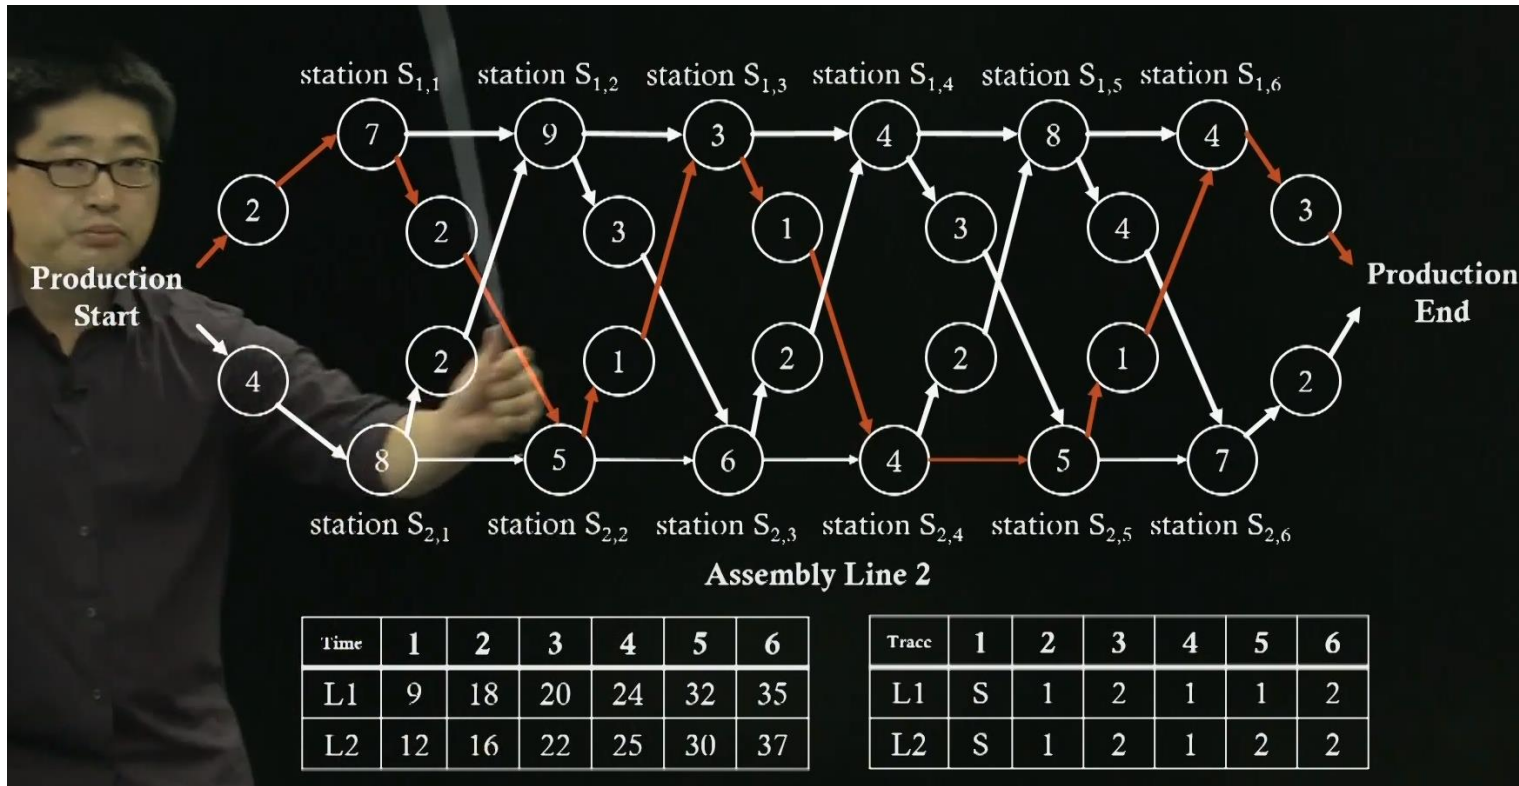 station S1,1 station S1,2 station S1,3 station S1,4 station S1,5 station S1,6
7 9 3 4 8 4
2 2 3 1 3 4 3
Production Start
Production End
4 2 1 2 2 1 2
8 5 6 4 5 7
station S2,1 station S2,2 station S2,3 station S2,4 station S2,5 station S2,6
Assembly Line 2
Time 1 2 3 4 5 6
L1 9 18 20 24 32 35
L2 12 16 22 25 30 37
Trace 1 2 3 4 5 6
L1 S 1 2 1 1 2
L2 S 1 2 1 2 2